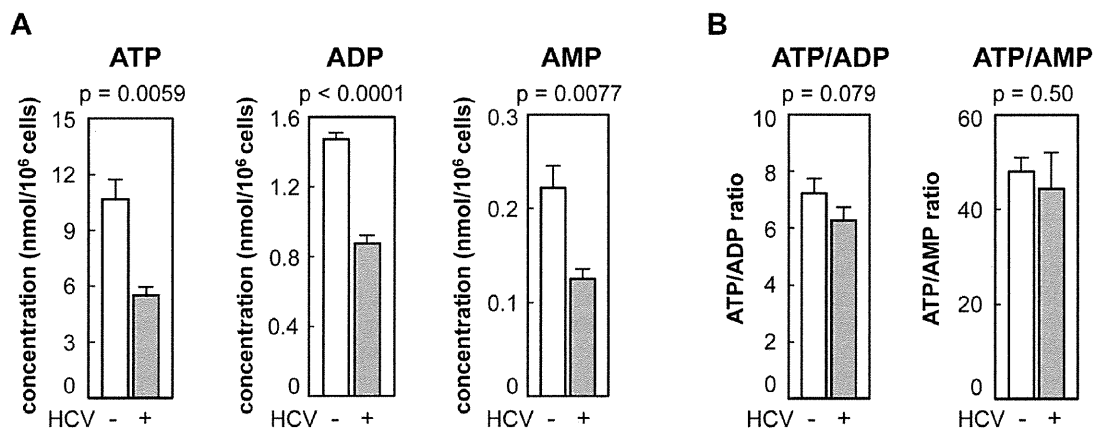 A
B
ATP
ADP
AMP
ATP/ADP
ATP/AMP
p = 0.0059
p < 0.0001
p = 0.0077
p = 0.079
p = 0.50
concentration (nmol/10⁶ cells)
15
12
9
6
3
0
HCV - +
concentration (nmol/10⁶ cells)
1.6
1.2
0.8
0.4
0
HCV - +
concentration (nmol/10⁶ cells)
0.3
0.2
0.1
0
HCV - +
ATP/ADP ratio
10
8
6
4
2
0
HCV - +
ATP/AMP ratio
60
40
20
0
HCV - +